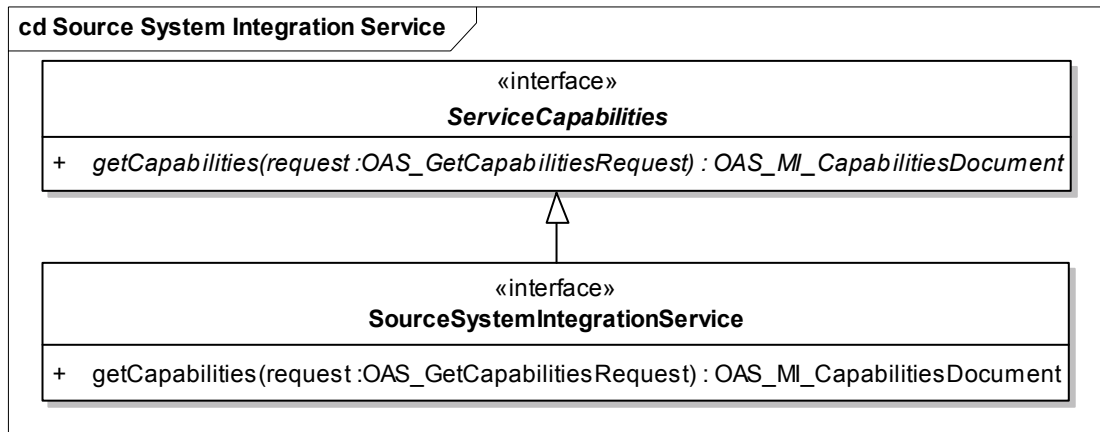 cd Source System Integration Service
«interface»
ServiceCapabilities
+ getCapabilities(request :OAS_GetCapabilitiesRequest) : OAS_MI_CapabilitiesDocument
«interface»
SourceSystemIntegrationService
+ getCapabilities(request :OAS_GetCapabilitiesRequest) : OAS_MI_CapabilitiesDocument